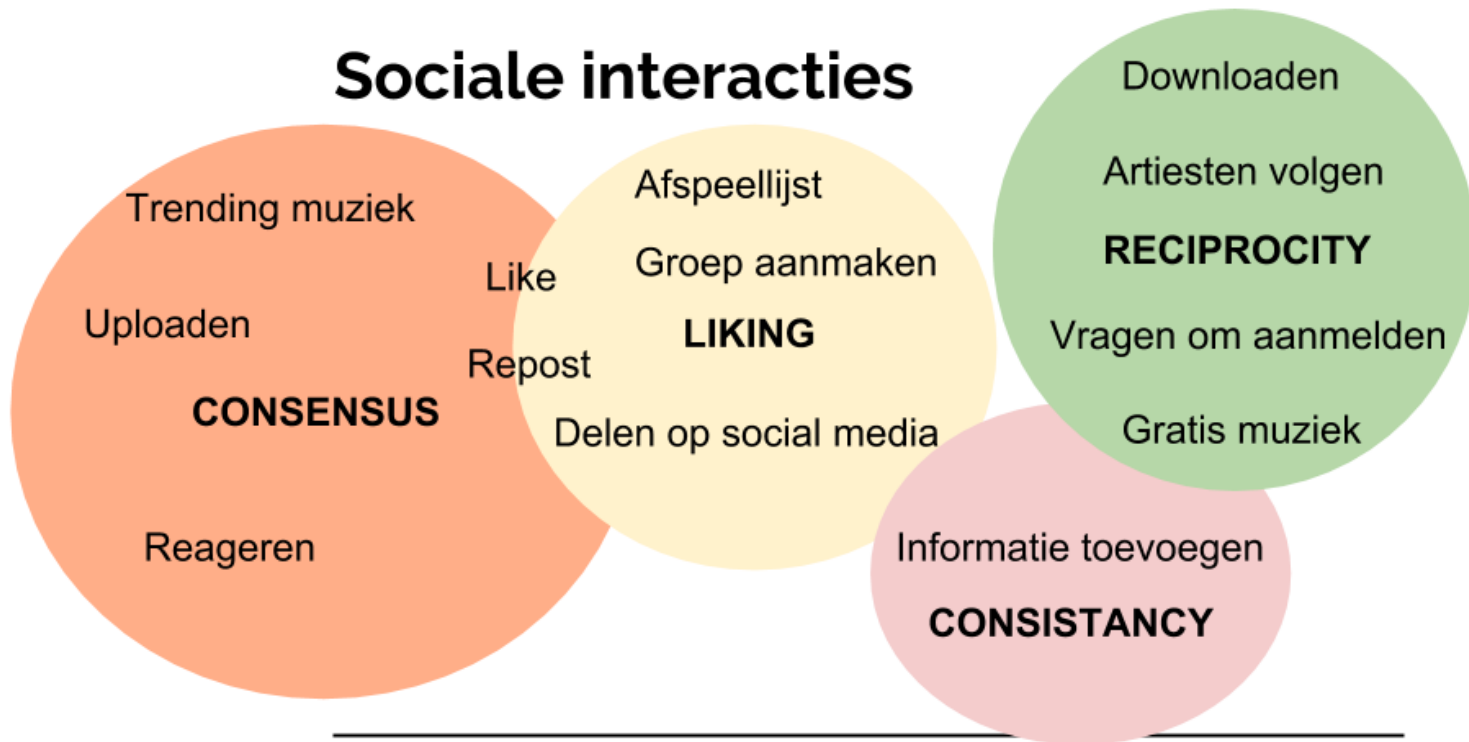 Sociale interacties
Trending muziek
Uploaden
CONSENSUS
Reageren
Like
Repost
Afspeellijst
Groep aanmaken
LIKING
Delen op social media
Downloaden
Artiesten volgen
RECIPROCITY
Vragen om aanmelden
Gratis muziek
Informatie toevoegen
CONSISTANCY